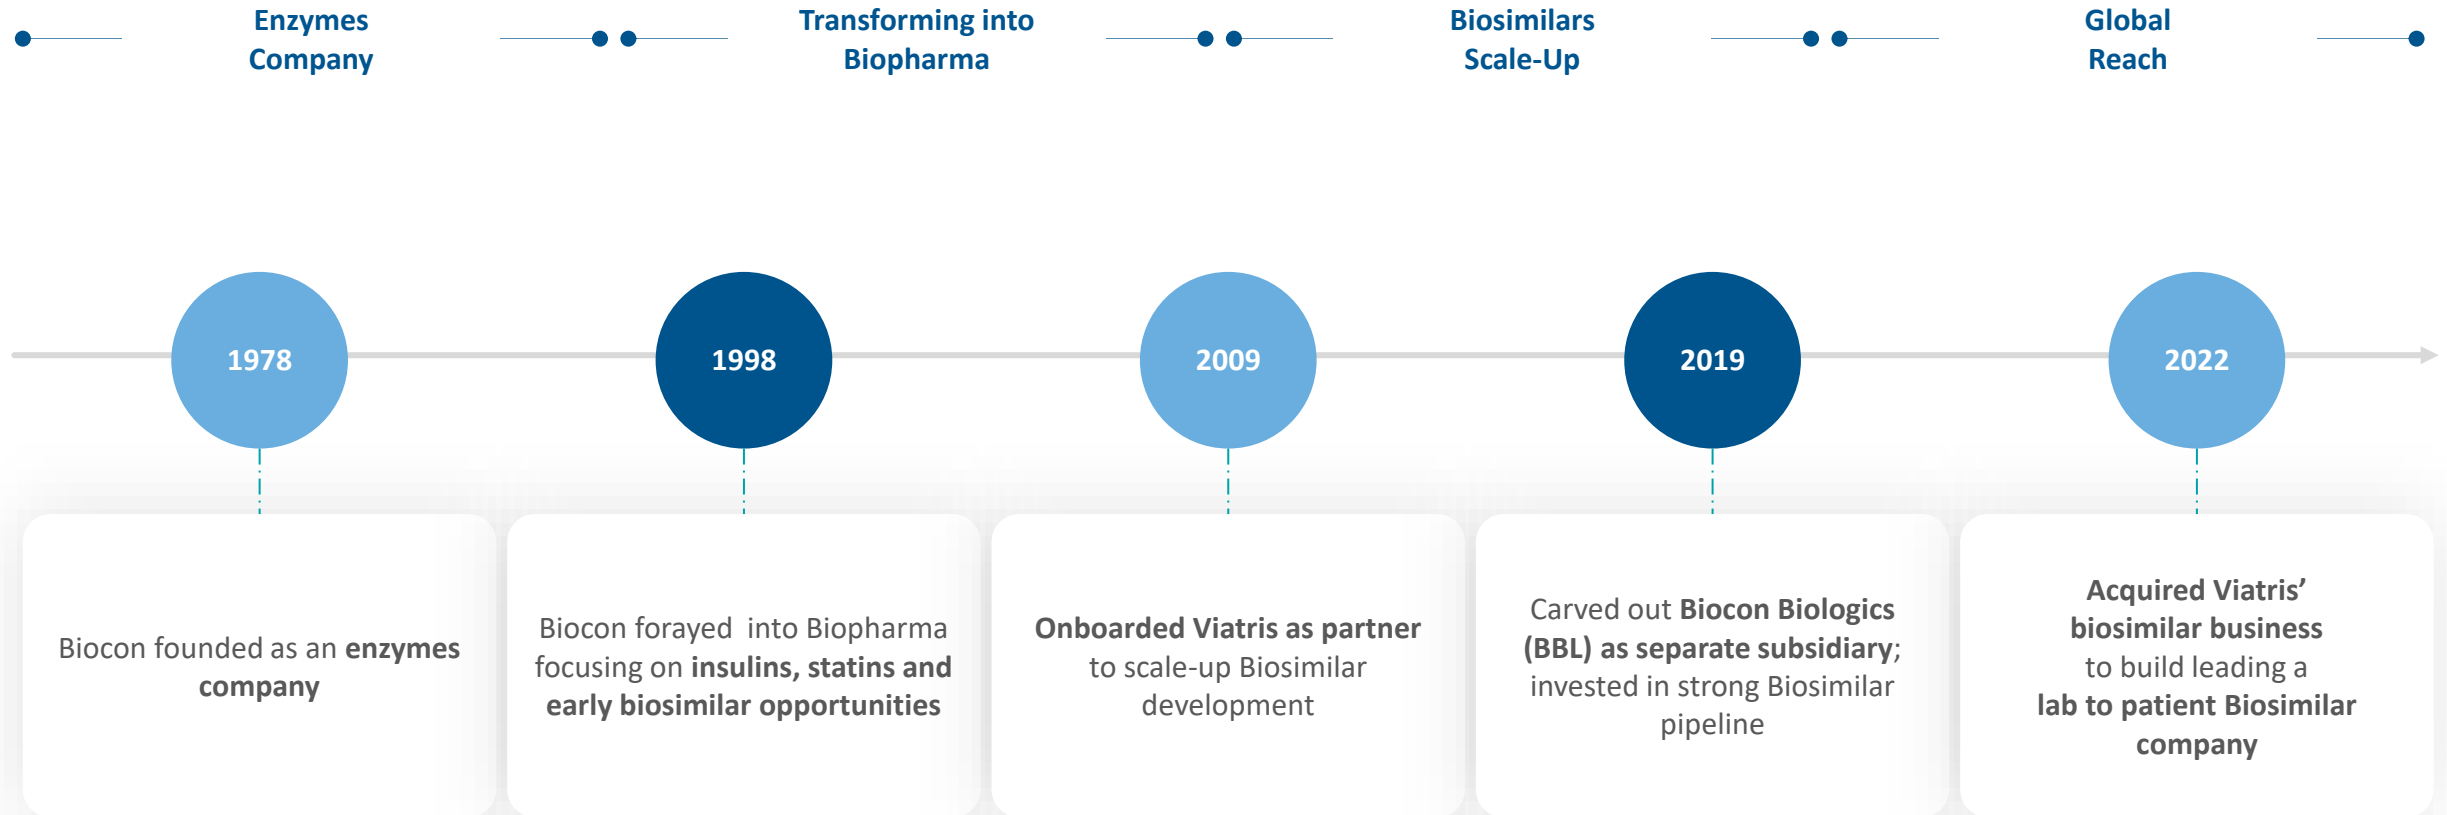 Enzymes
Company
Transforming into
Biopharma
Biosimilars
Scale-Up
Global
Reach
1978
1998
2009
2019
2022
Biocon founded as an enzymes
company
Biocon forayed  into Biopharma
focusing on insulins, statins and
early biosimilar opportunities
Onboarded Viatris as partner
to scale-up Biosimilar
development
Carved out Biocon Biologics
(BBL) as separate subsidiary;
invested in strong Biosimilar
pipeline
Acquired Viatris’
biosimilar business
to build leading a
lab to patient Biosimilar
company